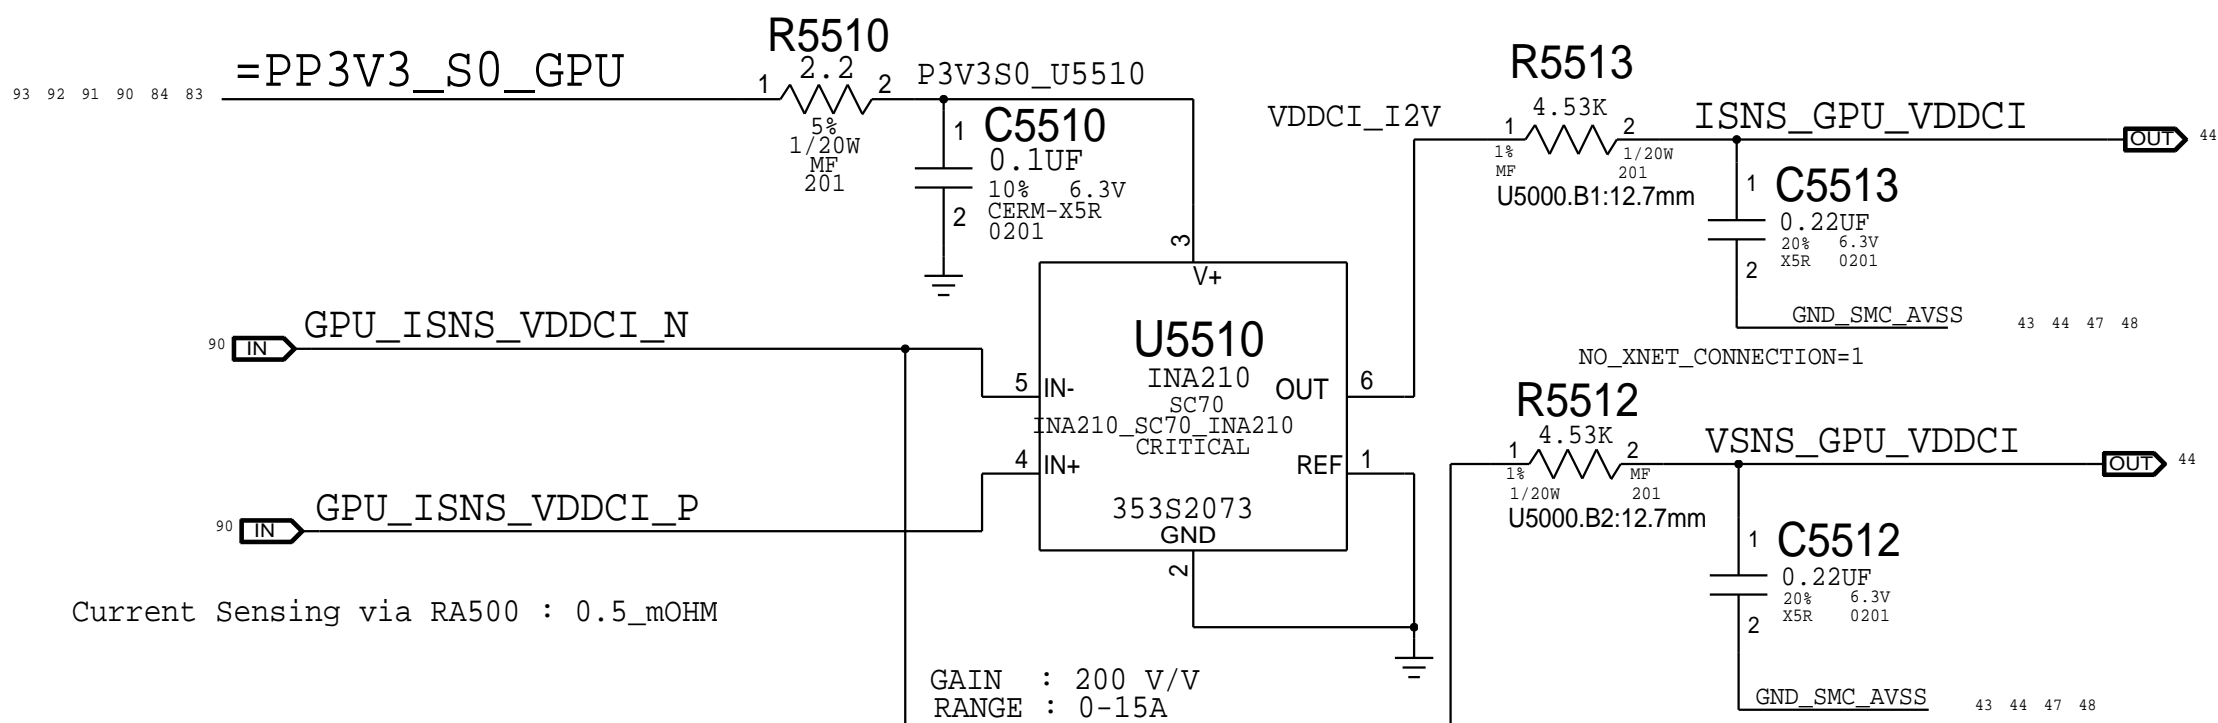 R5510
=PP3V3_S0_GPU
2.2
93 92 91 90 84 83
1
2
P3V3S0_U5510
5%
1/20W
MF
201
1
C5510
0.1UF
10% 6.3V
CERM-X5R
0201
2
R5513
VDDCI_I2V
4.53K
1
2
ISNS_GPU_VDDCI
OUT
44
1%
MF
1/20W
201
U5000.B1:12.7mm
1
C5513
0.22UF
20% 6.3V
X5R 0201
2
GND_SMC_AVSS
43 44 47 48
3
V+
GPU_ISNS_VDDCI_N
90
IN
U5510
INA210
SC70
INA210_SC70_INA210
CRITICAL
5
IN-
OUT
6
4
IN+
REF
1
353S2073
GND
2
GPU_ISNS_VDDCI_P
90
IN
NO_XNET_CONNECTION=1
R5512
4.53K
1
2
VSNS_GPU_VDDCI
OUT
44
1%
MF
1/20W
201
U5000.B2:12.7mm
1
C5512
0.22UF
20% 6.3V
X5R 0201
2
GND_SMC_AVSS
43 44 47 48
Current Sensing via RA500 : 0.5_mOHM
GAIN : 200 V/V
RANGE : 0-15A